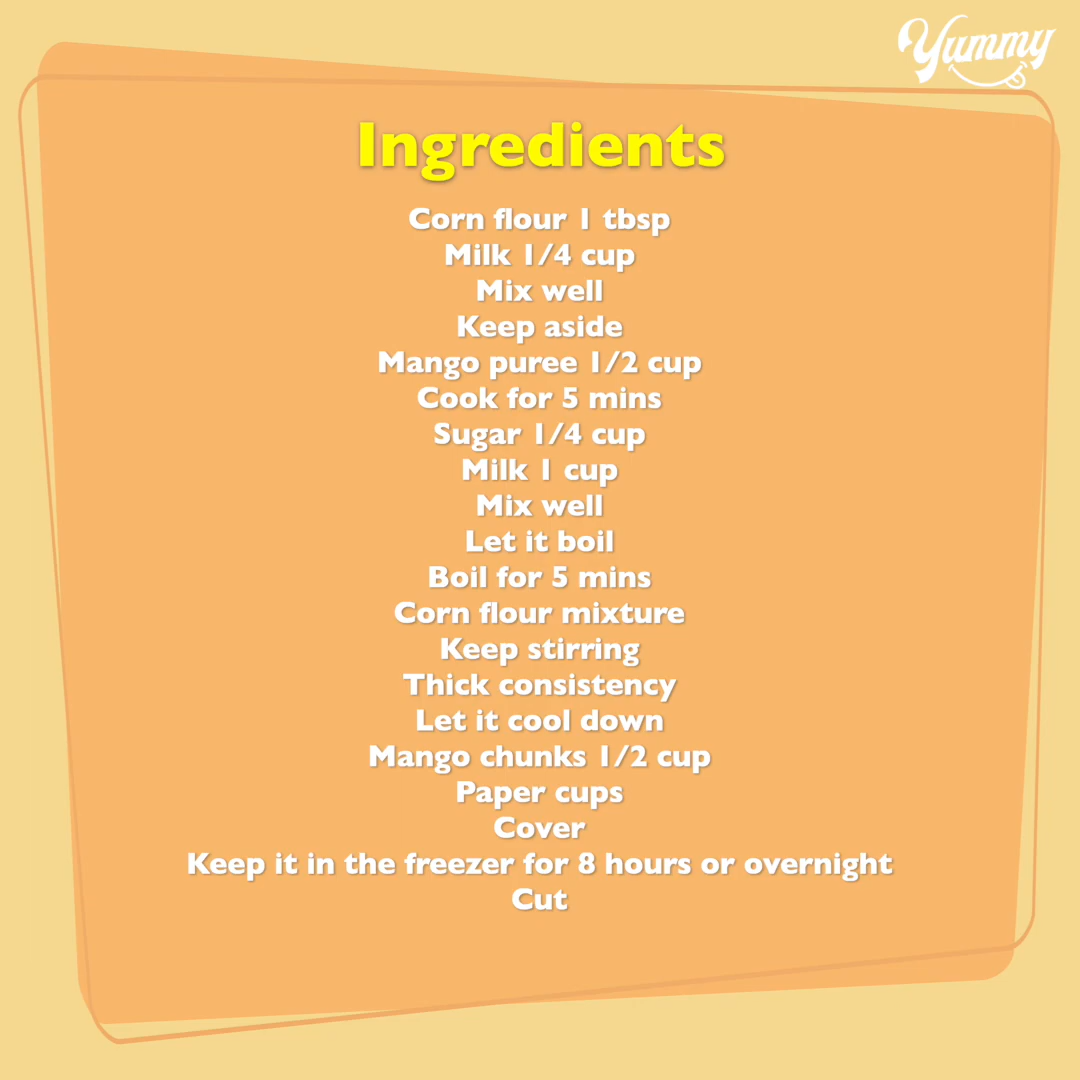 Yummy
Ingredients
Corn flour 1 tbsp
Milk 1/4 cup
Mix well
Keep aside
Mango puree 1/2 cup
Cook for 5 mins
Sugar 1/4 cup
Milk 1 cup
Mix well
Let it boil
Boil for 5 mins
Corn flour mixture
Keep stirring
Thick consistency
Let it cool down
Mango chunks 1/2 cup
Paper cups
Cover
Keep it in the freezer for 8 hours or overnight
Cut